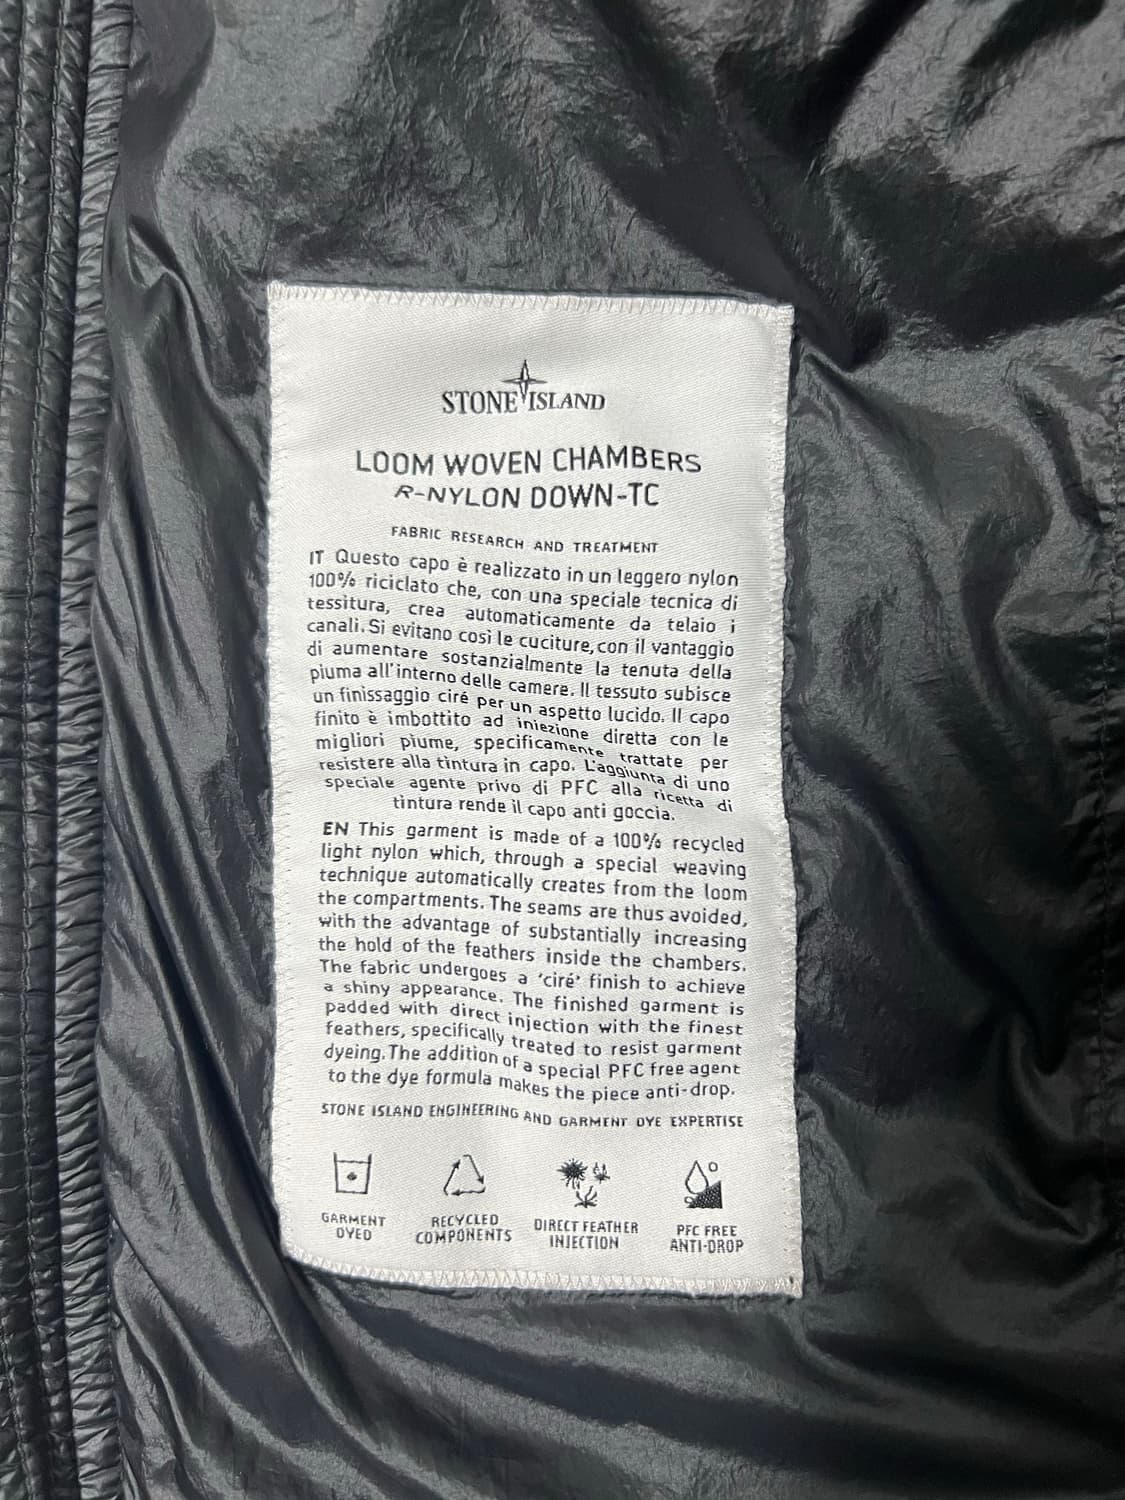 STONE ISLAND
LOOM WOVEN CHAMBERS
R-NYLON DOWN-TC
FABRIC RESEARCH AND TREATMENT
IT Questo capo è realizzato in un leggero nylon
100% riciclato che, con una speciale tecnica di
tessitura, crea automaticamente da telaio i
canali. Si evitano così le cuciture, con il vantaggio
di aumentare sostanzialmente la tenuta della
piuma all'interno delle camere. Il tessuto subisce
un finissaggio ciré per un aspetto lucido. Il capo
finito è imbottito ad iniezione diretta con le
migliori piume, specificamente trattate per
resistere alla tintura in capo. L'aggiunta di uno
speciale agente privo di PFC alla ricetta di
tintura rende il capo anti goccia.
EN This garment is made of a 100% recycled
light nylon which, through a special weaving
technique automatically creates from the loom
the compartments. The seams are thus avoided,
with the advantage of substantially increasing
the hold of the feathers inside the chambers.
The fabric undergoes a 'ciré' finish to achieve
a shiny appearance. The finished garment is
padded with direct injection with the finest
feathers, specifically treated to resist garment
dyeing. The addition of a special PFC free agent
to the dye formula makes the piece anti-drop.
STONE ISLAND ENGINEERING AND GARMENT DYE EXPERTISE
GARMENT
DYED
RECYCLED
COMPONENTS
DIRECT FEATHER
INJECTION
PFC FREE
ANTI-DROP